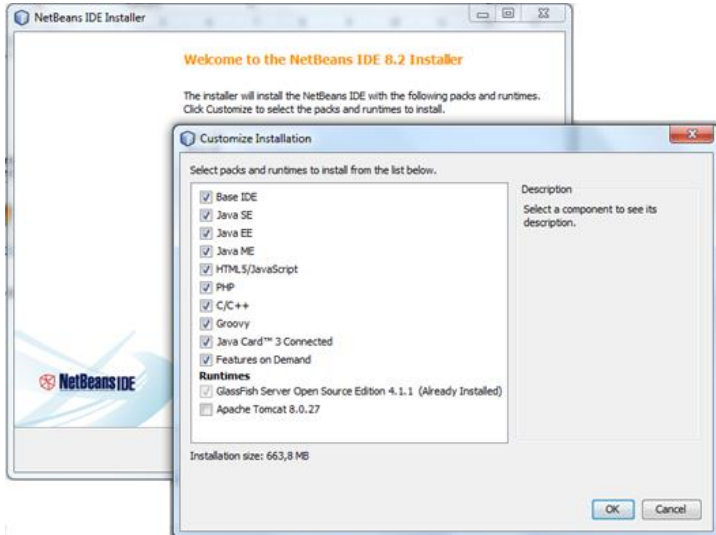 NetBeans IDE Installer
Welcome to the NetBeans IDE 8.2 Installer
The installer will install the NetBeans IDE with the following packs and runtimes.
Click Customize to select the packs and runtimes to install.
Customize Installation
Select packs and runtimes to install from the list below.
Base IDE
Java SE
Java EE
Java ME
HTML5/JavaScript
PHP
C/C++
Groovy
Java Card™ 3 Connected
Features on Demand
Runtimes
GlassFish Server Open Source Edition 4.1.1 (Already Installed)
Apache Tomcat 8.0.27
Description
Select a component to see its
description.
NetBeans IDE
Installation size: 663,8 MB
OK
Cancel